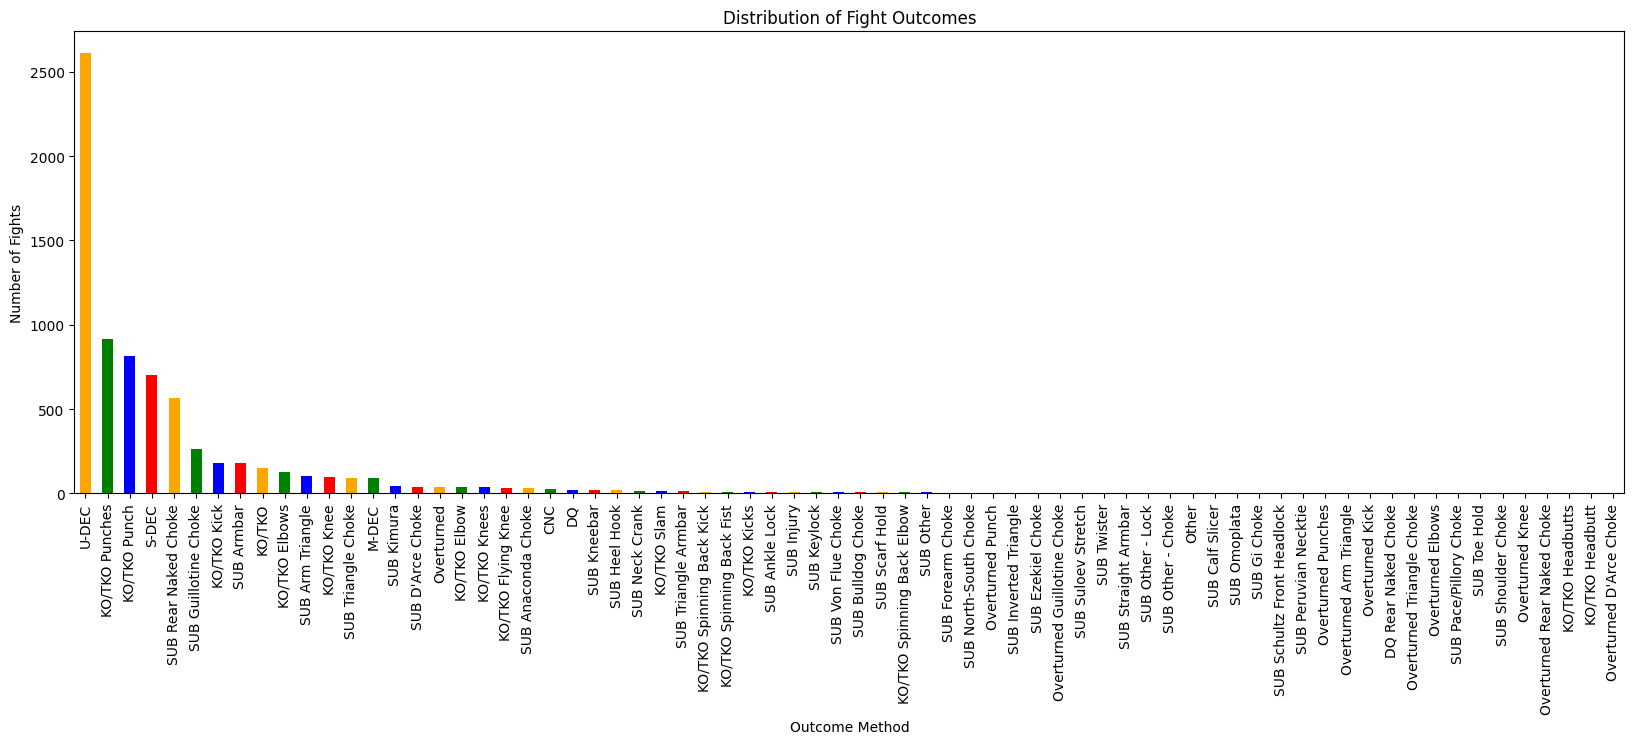 Distribution of Fight Outcomes
Number of Fights
2500
2000
1500
1000
500
0
U-DEC
KO/TKO Punches
KO/TKO Punch
S-DEC
SUB Rear Naked Choke
SUB Guillotine Choke
KO/TKO Kick
SUB Armbar
KO/TKO
KO/TKO Elbows
SUB Arm Triangle
KO/TKO Knee
SUB Triangle Choke
M-DEC
SUB Kimura
SUB D'Arce Choke
Overturned
KO/TKO Elbow
KO/TKO Knees
KO/TKO Flying Knee
SUB Anaconda Choke
CNC
DQ
SUB Kneebar
SUB Heel Hook
SUB Neck Crank
KO/TKO Slam
SUB Triangle Armbar
KO/TKO Spinning Back Kick
KO/TKO Spinning Back Fist
KO/TKO Kicks
SUB Ankle Lock
SUB Injury
SUB Keylock
SUB Von Flue Choke
SUB Bulldog Choke
SUB Scarf Hold
KO/TKO Spinning Back Elbow
SUB Other
SUB Forearm Choke
SUB North-South Choke
Overturned Punch
SUB Inverted Triangle
SUB Ezekiel Choke
Overturned Guillotine Choke
SUB Suloev Stretch
SUB Twister
SUB Straight Armbar
SUB Other - Lock
SUB Other - Choke
Other
SUB Calf Slicer
SUB Omoplata
SUB Gi Choke
SUB Schultz Front Headlock
SUB Peruvian Necktie
Overturned Punches
Overturned Arm Triangle
Overturned Kick
DQ Rear Naked Choke
Overturned Triangle Choke
Overturned Elbows
SUB Pace/Pillory Choke
SUB Toe Hold
SUB Shoulder Choke
Overturned Knee
Overturned Rear Naked Choke
KO/TKO Headbutts
KO/TKO Headbutt
Overturned D'Arce Choke
Outcome Method